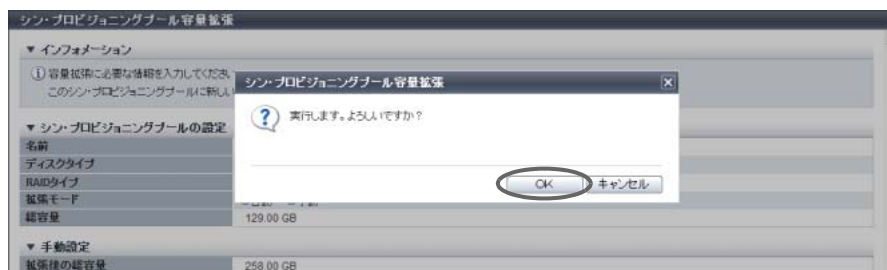 シン・プロビジョニングプール容量拡張
▼ インフォメーション
容量拡張に必要な情報を入力してくださ
このシン・プロビジョニングプールに新し
シン・プロビジョニングプール容量拡張
実行します。よろしいですか?
OK
キャンセル
▼ シン・プロビジョニングプールの設定
名前
ディスクタイプ
RAIDタイプ
拡張モード
総容量 129.00 GB
▼ 手動設定
拡張後の総容量 258.00 GB